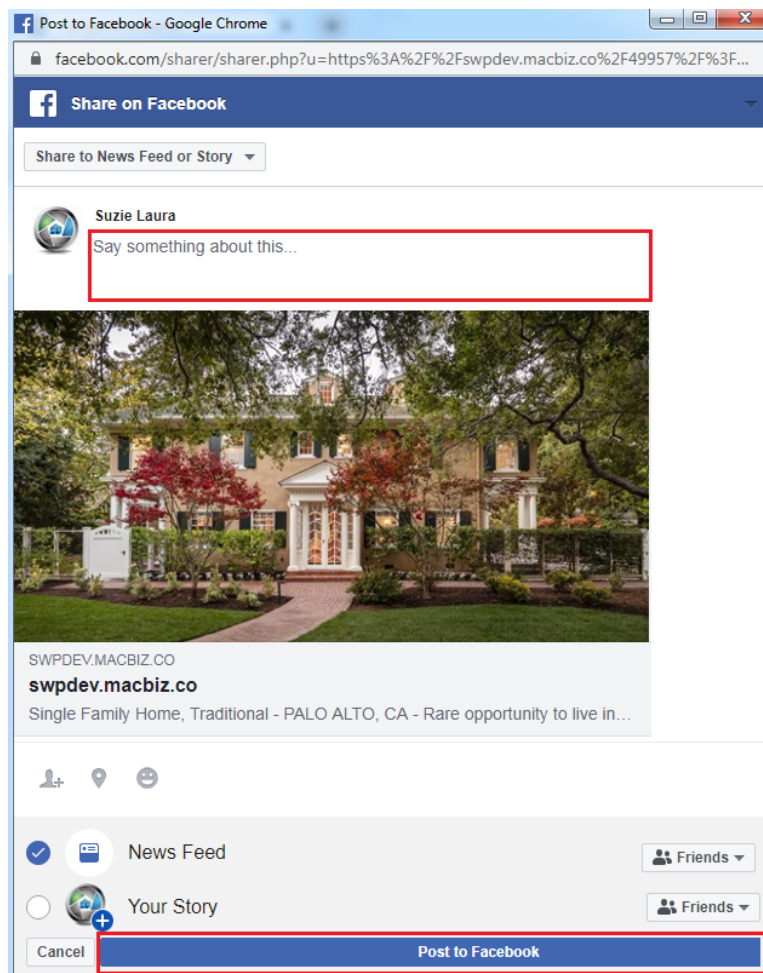 Post to Facebook - Google Chrome
facebook.com/sharer/sharer.php?u=https%3A%2F%2Fswpdev.macbiz.co%2F49957%2F%3F...
Share on Facebook
Share to News Feed or Story
Suzie Laura
Say something about this...
SWPDEV.MACBIZ.CO
swpdev.macbiz.co
Single Family Home, Traditional - PALO ALTO, CA - Rare opportunity to live in...
News Feed
Friends
Your Story
Friends
Cancel
Post to Facebook